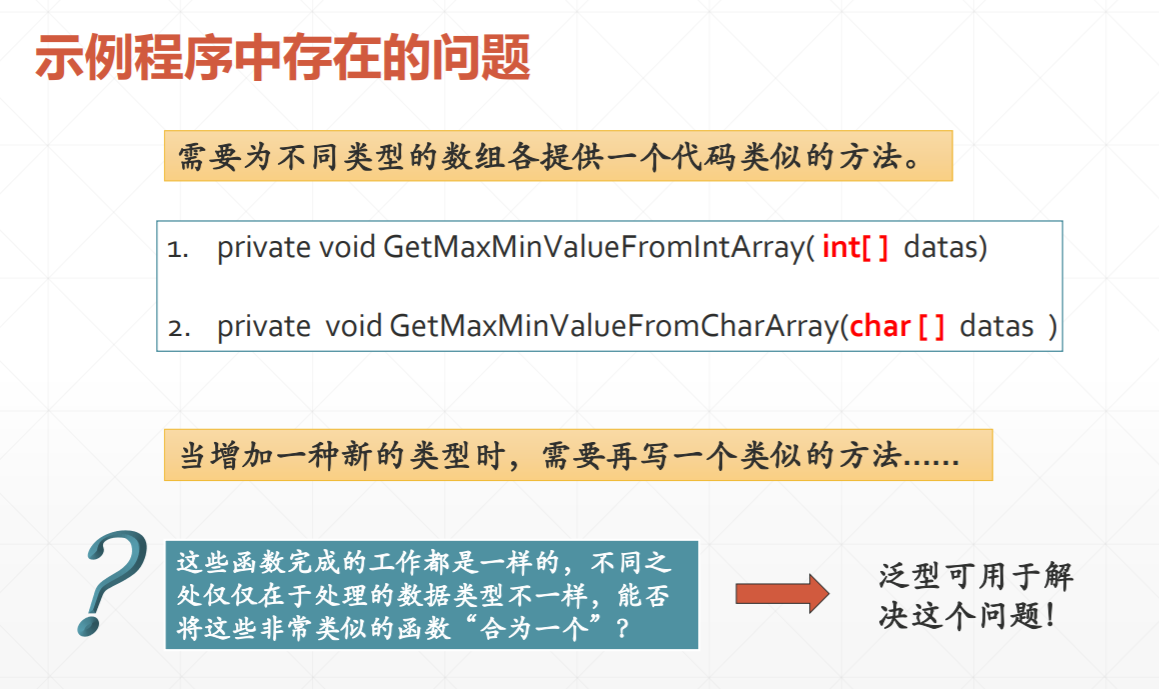 示例程序中存在的问题
需要为不同类型的数组各提供一个代码类似的方法。
1. private void GetMaxMinValueFromIntArray( int[ ] datas)
2. private void GetMaxMinValueFromCharArray(char [ ] datas )
当增加一种新的类型时，需要再写一个类似的方法......
?
这些函数完成的工作都是一样的，不同之
处仅仅在于处理的数据类型不一样，能否
将这些非常类似的函数“合为一个”？
泛型可用于解
决这个问题！